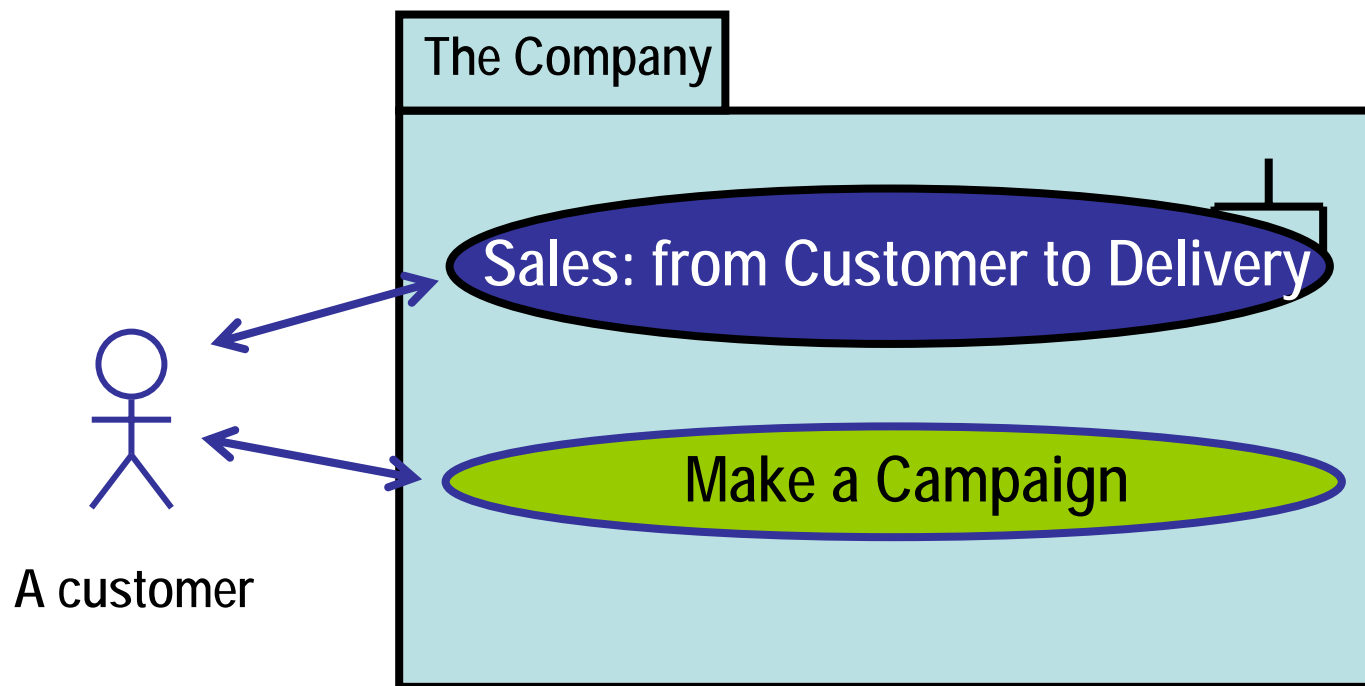 The Company
Sales: from Customer to Delivery
Make a Campaign
A customer